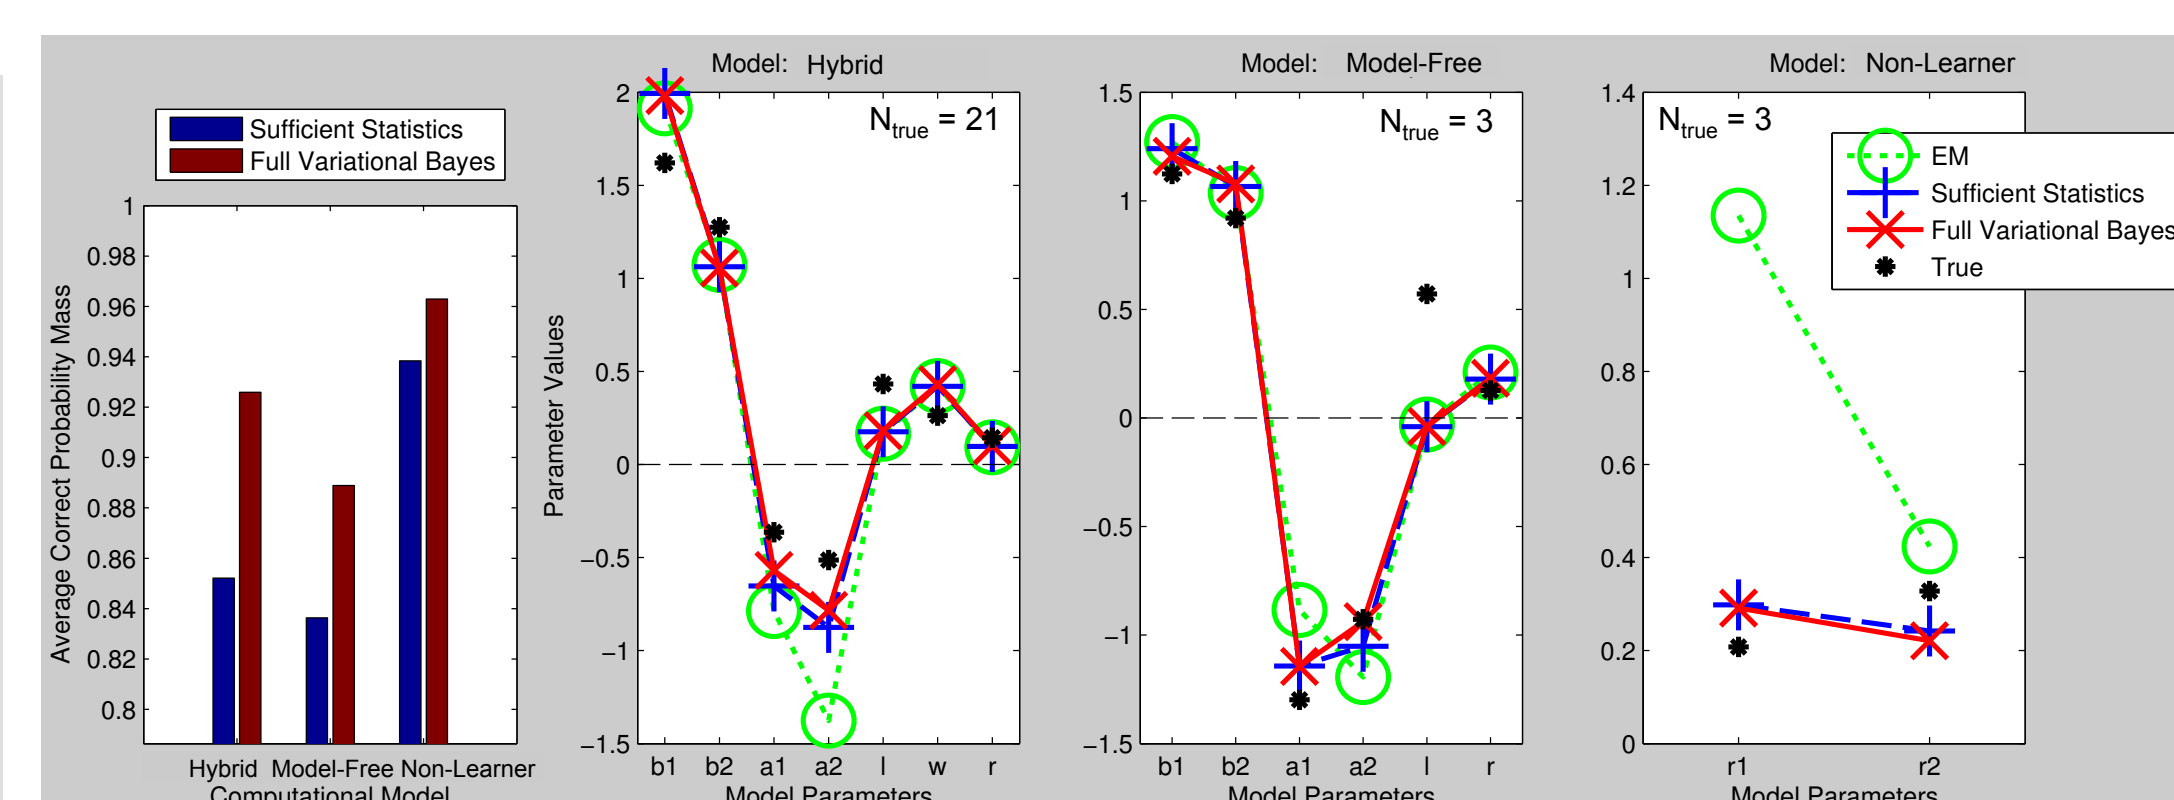 Sufficient Statistics
Full Variational Bayes
Average Correct Probability Mass
1
0.98
0.96
0.94
0.92
0.9
0.88
0.86
0.84
0.82
0.8
Hybrid Model-Free Non-Learner
Computational Model
Model: Hybrid
N_true = 21
Parameter Values
2
1.5
1
0.5
0
−0.5
−1
−1.5
b1 b2 a1 a2 l w r
Model Parameters
Model: Model-Free
N_true = 3
1.5
1
0.5
0
−0.5
−1
−1.5
b1 b2 a1 a2 l r
Model Parameters
Model: Non-Learner
N_true = 3
1.4
1.2
1
0.8
0.6
0.4
0.2
0
r1 r2
Model Parameters
EM
Sufficient Statistics
Full Variational Bayes
True